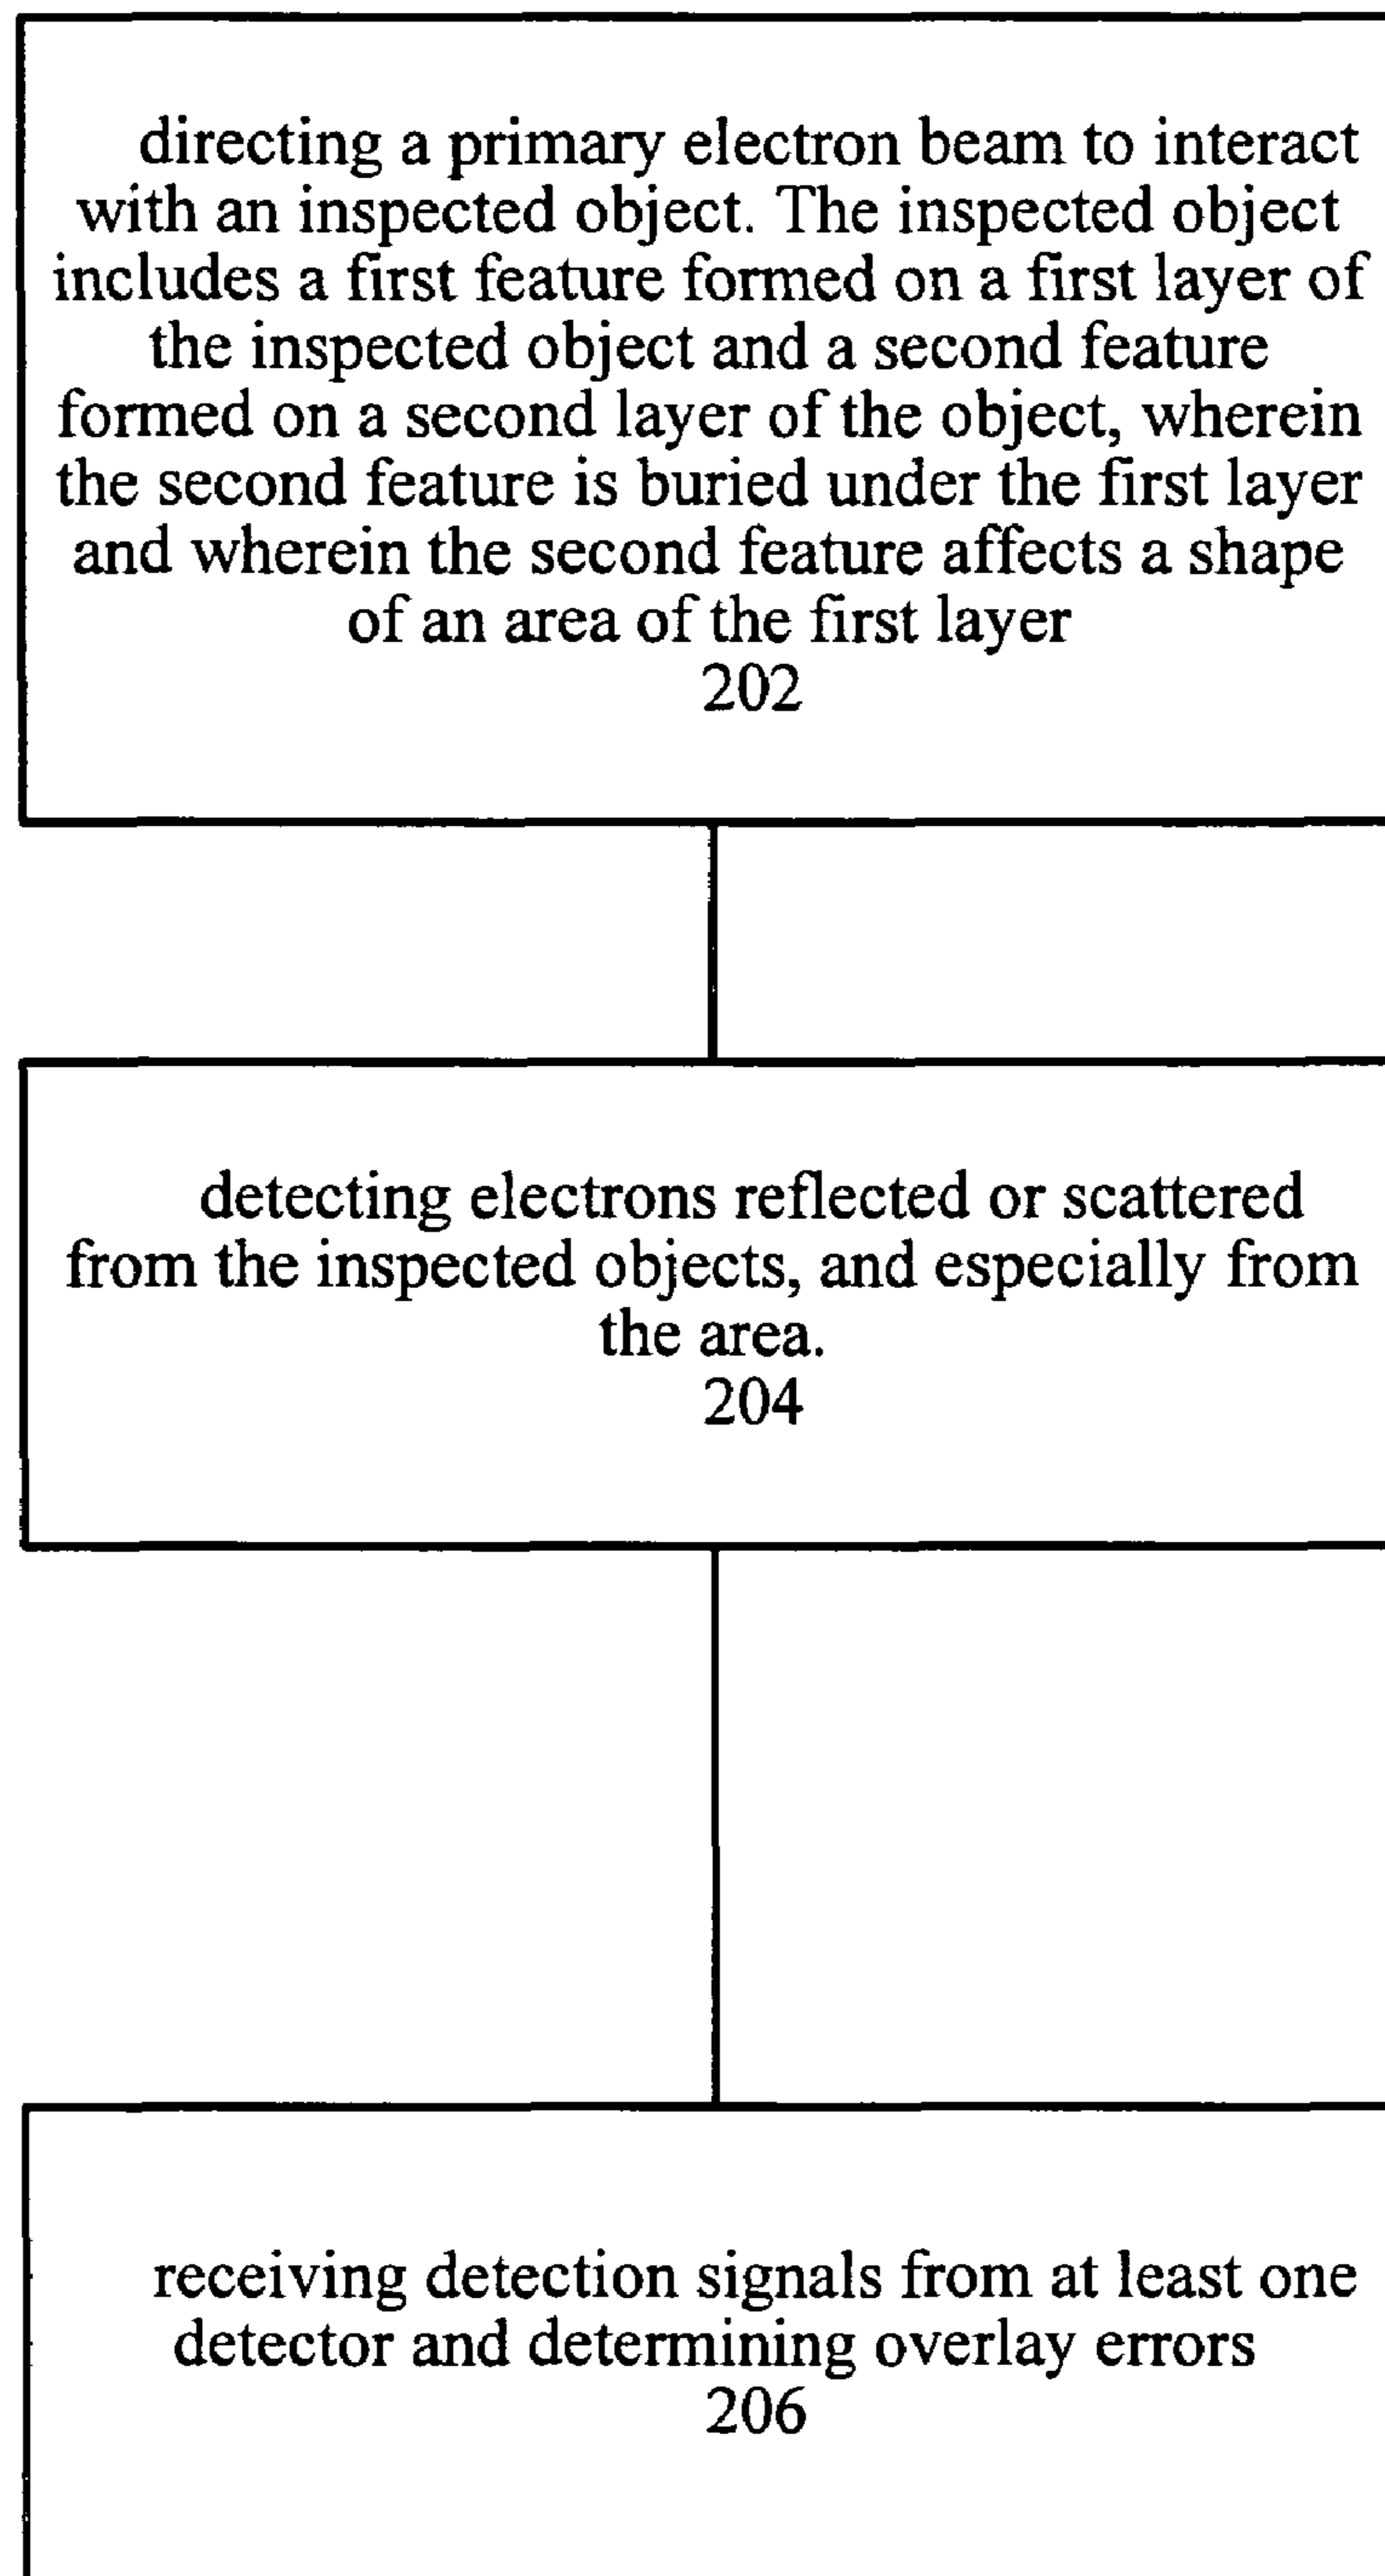 directing a primary electron beam to interact
with an inspected object. The inspected object
includes a first feature formed on a first layer of
the inspected object and a second feature
formed on a second layer of the object, wherein
the second feature is buried under the first layer
and wherein the second feature affects a shape
of an area of the first layer
202
detecting electrons reflected or scattered
from the inspected objects, and especially from
the area.
204
receiving detection signals from at least one
detector and determining overlay errors
206